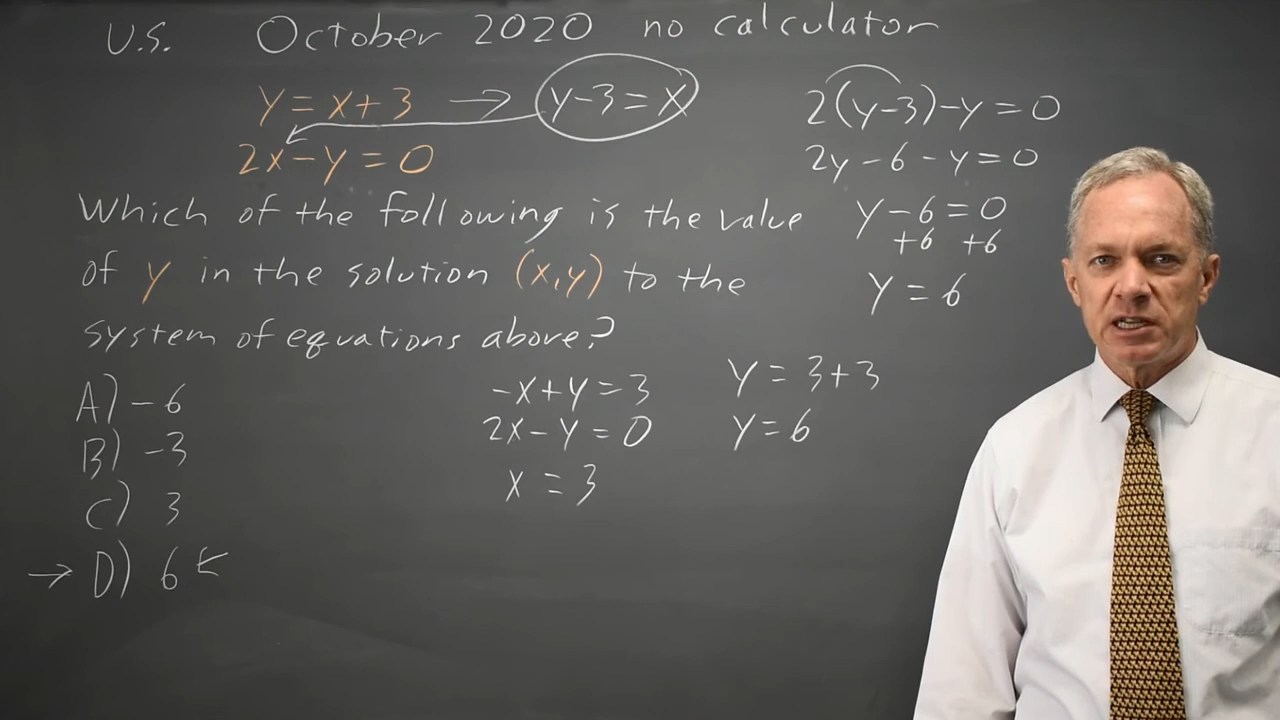 U.S. October 2020 no calculator
y = x + 3 → y - 3 = x
2x - y = 0
Which of the following is the value
of y in the solution (x,y) to the
system of equations above?
A) -6
B) -3
C) 3
→ D) 6 ←
-x + y = 3
2x - y = 0
x = 3
y = 3 + 3
y = 6
2(y - 3) - y = 0
2y - 6 - y = 0
y - 6 = 0
+6 +6
y = 6